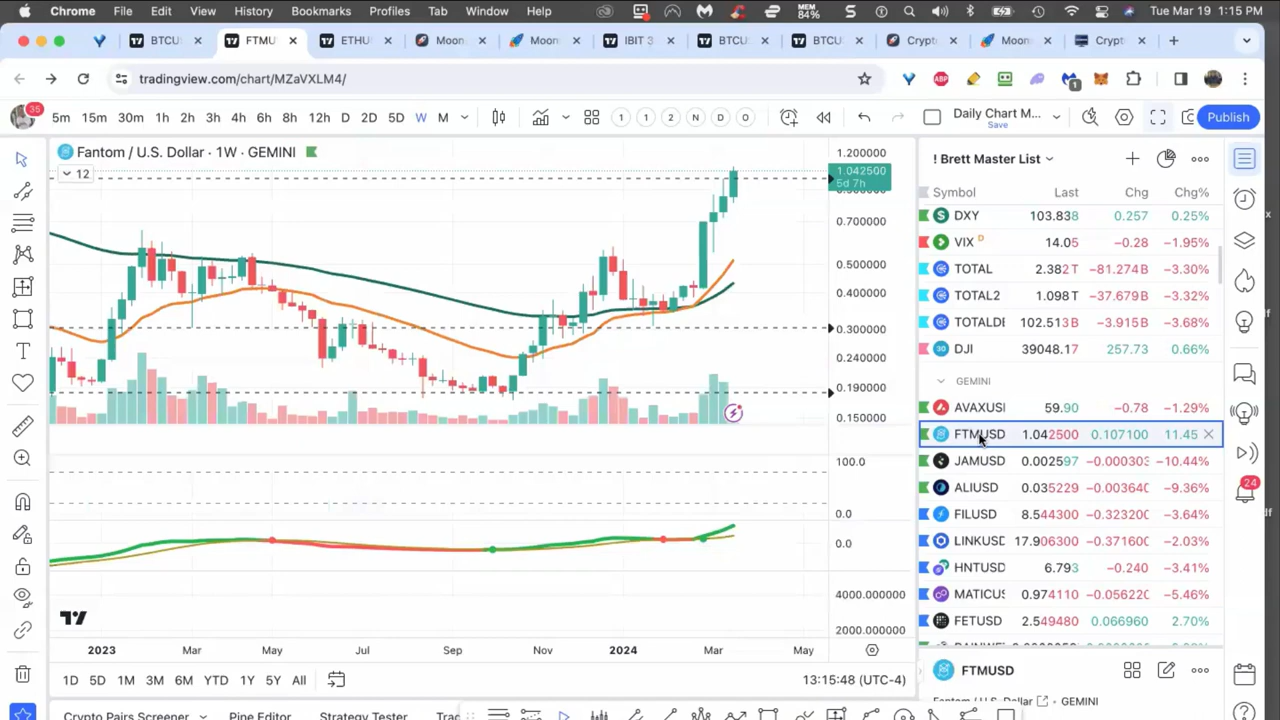 Chrome File Edit View History Bookmarks Profiles Tab Window Help MEM 84% Tue Mar 19 1:15 PM
BTCU FTMU ETHU Moon Moon IBIT 3 BTCU BTCU Crypt Moon Crypt
tradingview.com/chart/MZaVXLM4/
35 5m 15m 30m 1h 2h 3h 4h 6h 8h 12h D 2D 5D W M 1 1 2 N D O Daily Chart M... Save Publish
Fantom / U.S. Dollar · 1W · GEMINI
12
1.200000
1.042500
5d 7h
0.700000
0.500000
0.400000
0.300000
0.240000
0.190000
0.150000
100.0
0.0
0.0
4000.000000
2000.000000
2023 Mar May Jul Sep Nov 2024 Mar May
1D 5D 1M 3M 6M YTD 1Y 5Y All 13:15:48 (UTC-4)
Crypto Pairs Screener Pine Editor Strategy Tester
! Brett Master List
Symbol Last Chg Chg%
DXY 103.838 0.257 0.25%
VIX D 14.05 −0.28 −1.95%
TOTAL 2.382T −81.274B −3.30%
TOTAL2 1.098T −37.679B −3.32%
TOTALDE 102.513B −3.915B −3.68%
DJI 39048.17 257.73 0.66%
GEMINI
AVAXUSI 59.90 −0.78 −1.29%
FTMUSD 1.042500 0.107100 11.45
JAMUSD 0.002597 −0.000303 −10.44%
ALIUSD 0.035229 −0.003640 −9.36%
FILUSD 8.544300 −0.323200 −3.64%
LINKUSD 17.906300 −0.371600 −2.03%
HNTUSD 6.793 −0.240 −3.41%
MATICUS 0.974110 −0.056220 −5.46%
FETUSD 2.549480 0.066960 2.70%
FTMUSD
Fantom / U.S. Dollar · GEMINI
24